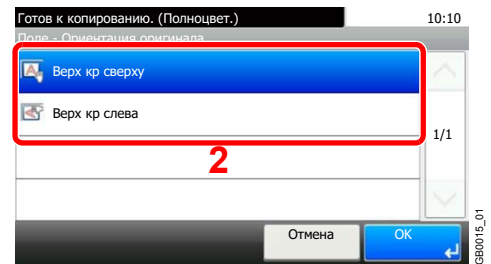 Готов к копированию. (Полноцвет.) 10:10
Поле - Ориентация оригинала
Верх кр сверху
Верх кр слева
1/1
2
Отмена OK
GB0015_01